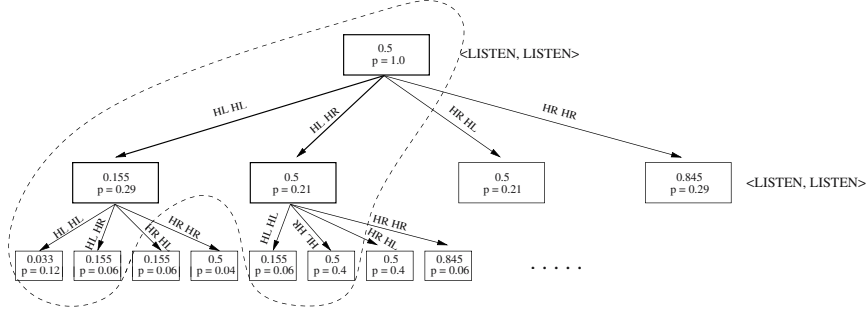 0.5
p = 1.0
<LISTEN, LISTEN>
HL HL
HL HR
HR HL
HR HR
0.155
p = 0.29
0.5
p = 0.21
0.5
p = 0.21
0.845
p = 0.29
<LISTEN, LISTEN>
HL HL
HL HR
HR HL
HR HR
HL HL
HL HR
HR HL
HR HR
0.033
p = 0.12
0.155
p = 0.06
0.155
p = 0.06
0.5
p = 0.04
0.155
p = 0.06
0.5
p = 0.4
0.5
p = 0.4
0.845
p = 0.06
. . . . .